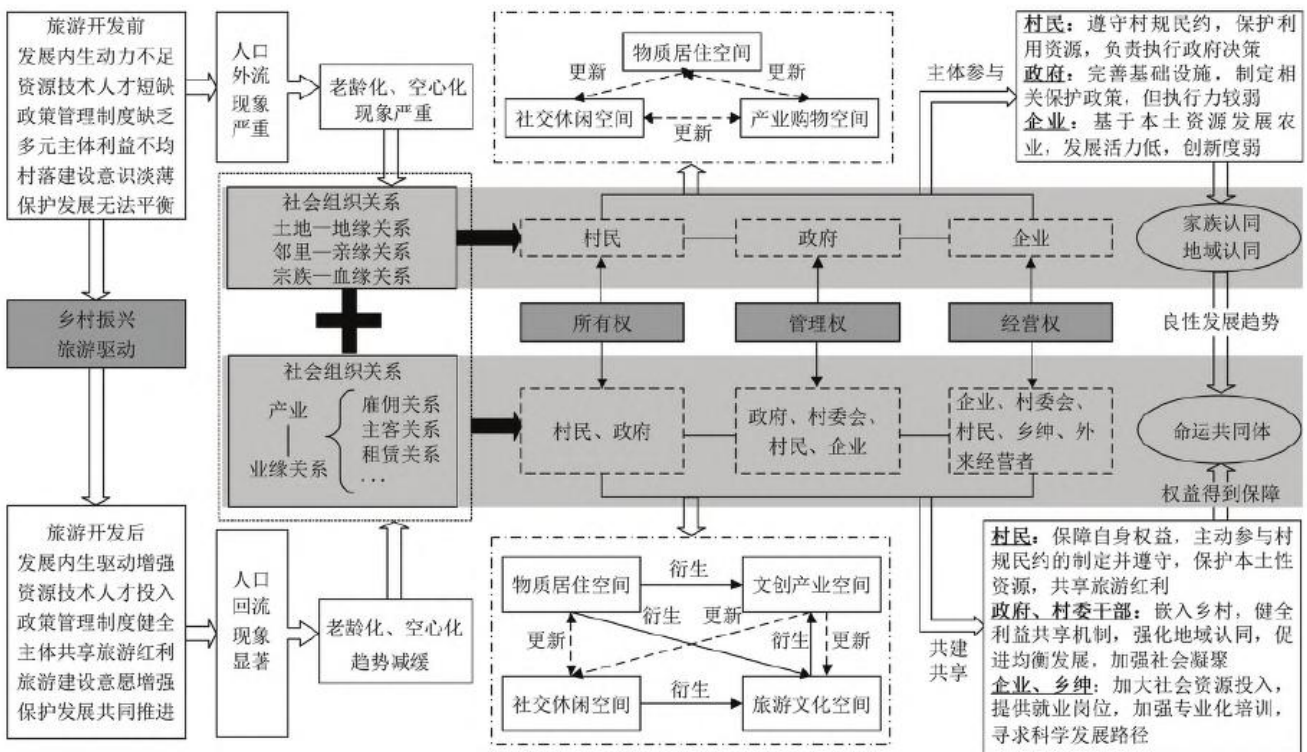 旅游开发前
发展内生动力不足
资源技术人才短缺
政策管理制度缺乏
多元主体利益不均
村落建设意识淡薄
保护发展无法平衡
人口
外流
现象
严重
老龄化、空心化
现象严重
物质居住空间
更新
更新
社交休闲空间
更新
产业购物空间
主体参与
村民：遵守村规民约，保护利
用资源，负责执行政府决策
政府：完善基础设施，制定相
关保护政策，但执行力较弱
企业：基于本土资源发展农
业，发展活力低，创新度弱
社会组织关系
土地—地缘关系
邻里—亲缘关系
宗族—血缘关系
村民
政府
企业
家族认同
地域认同
乡村振兴
旅游驱动
所有权
管理权
经营权
良性发展趋势
社会组织关系
产业
业缘关系
雇佣关系
主客关系
租赁关系
…
村民、政府
政府、村委会、
村民、企业
企业、村委会、
村民、乡绅、外
来经营者
命运共同体
权益得到保障
旅游开发后
发展内生驱动增强
资源技术人才投入
政策管理制度健全
主体共享旅游红利
旅游建设意愿增强
保护发展共同推进
人口
回流
现象
显著
老龄化、空心化
趋势减缓
物质居住空间
衍生
文创产业空间
衍生
更新
更新
衍生
更新
社交休闲空间
衍生
旅游文化空间
共建
共享
村民：保障自身权益，主动参与村
规民约的制定并遵守，保护本土性
资源，共享旅游红利
政府、村委干部：嵌入乡村，健全
利益共享机制，强化地域认同，促
进均衡发展，加强社会凝聚
企业、乡绅：加大社会资源投入，
提供就业岗位，加强专业化培训，
寻求科学发展路径